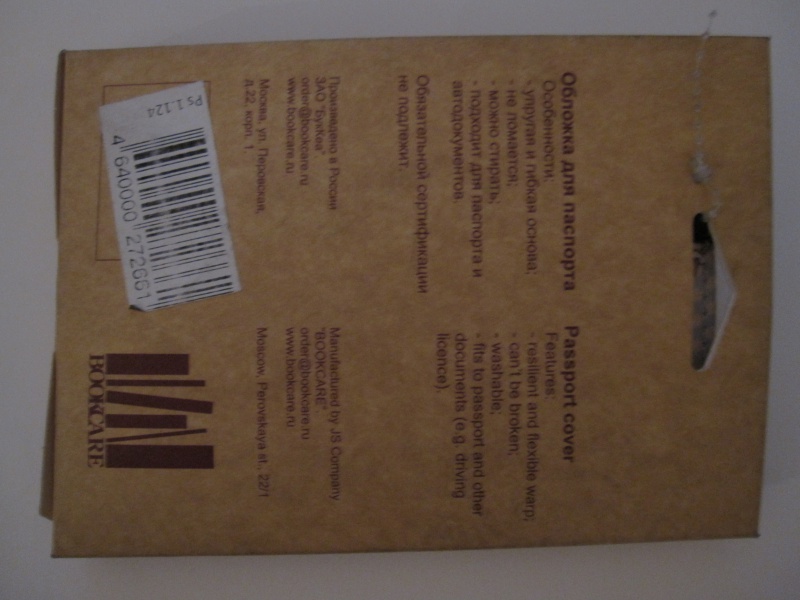 Обложка для паспорта
Особенности:
- упругая и гибкая основа;
- не ломается;
- можно стирать;
- подходит для паспорта и
автодокументов.
Обязательной сертификации
не подлежит.
Произведено в России
ЗАО "БукКеа"
order@bookcare.ru
www.bookcare.ru
Москва, ул. Перовская,
д.22, корп. 1.
Ps 1.124
4 640000 272661
Passport cover
Features:
- resilient and flexible warp;
- can't be broken;
- washable;
- fits to passport and other
documents (e.g. driving
licence).
Manufactured by JS Company
"BOOKCARE"
order@bookcare.ru
www.bookcare.ru
Moscow, Perovskaya st., 22/1
BOOKCARE